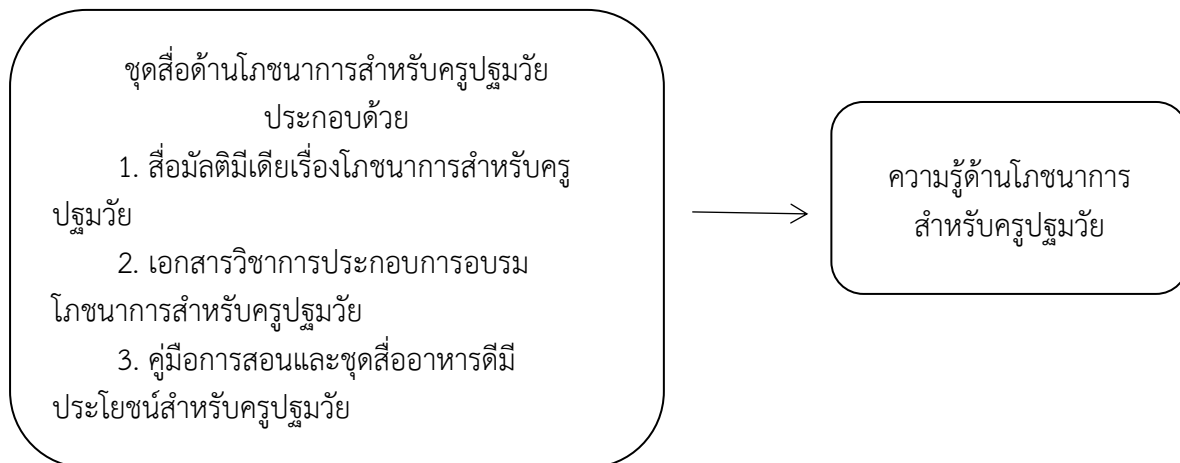 ชุดสื่อด้านโภชนาการสำหรับครูปฐมวัย
ประกอบด้วย
1. สื่อมัลติมีเดียเรื่องโภชนาการสำหรับครู
ปฐมวัย
2. เอกสารวิชาการประกอบการอบรม
โภชนาการสำหรับครูปฐมวัย
3. คู่มือการสอนและชุดสื่ออาหารดีมี
ประโยชน์สำหรับครูปฐมวัย
ความรู้ด้านโภชนาการ
สำหรับครูปฐมวัย